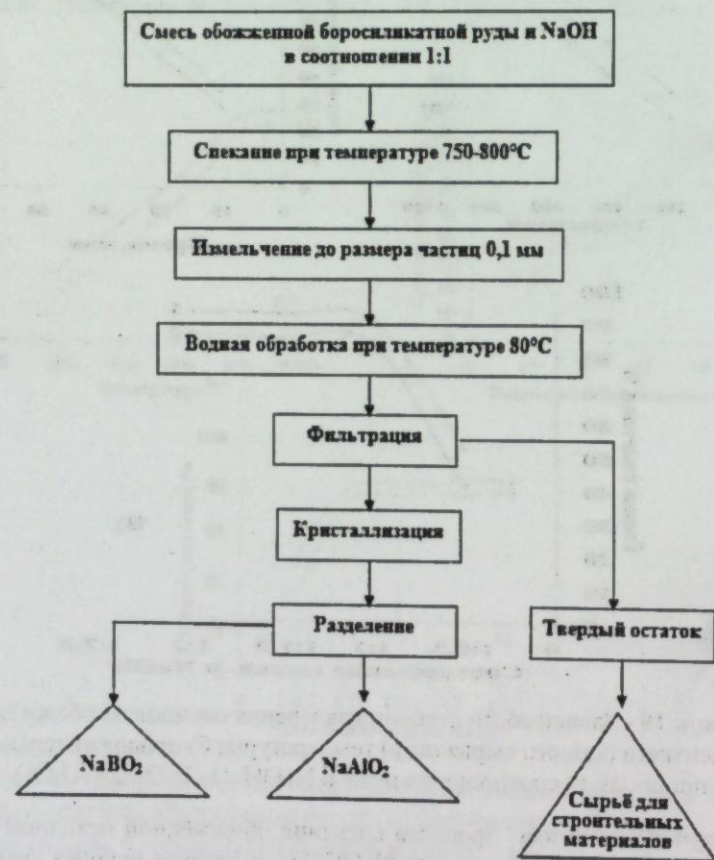 Смесь обожженной боросиликатной руды и NaOH
в соотношении 1:1
Спекание при температуре 750-800°С
Измельчение до размера частиц 0,1 мм
Водная обработка при температуре 80°С
Фильтрация
Кристаллизация
Разделение
Твердый остаток
NaBO₂
NaAlO₂
Сырьё для
строительных
материалов